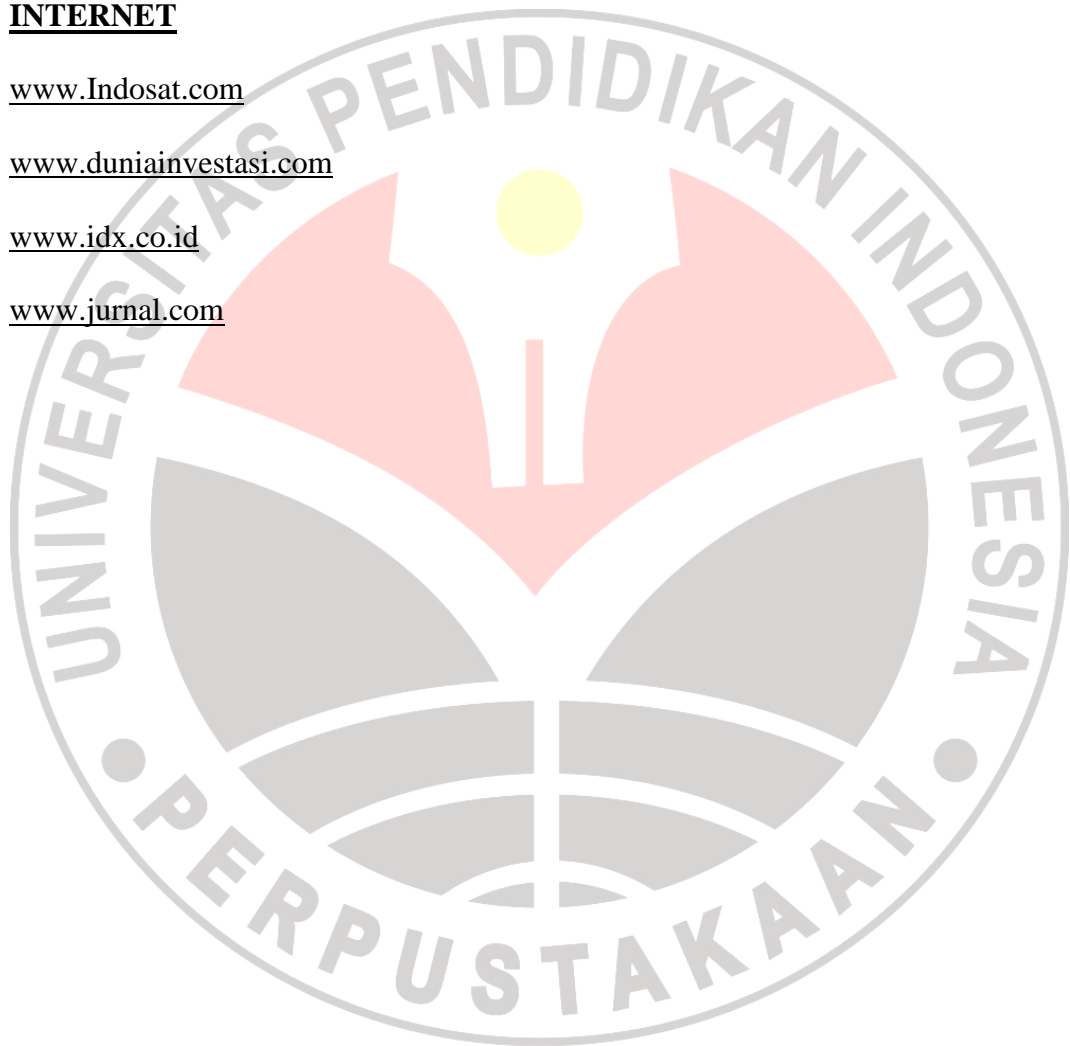 INTERNET
www.Indosat.com
www.duniainvestasi.com
www.idx.co.id
www.jurnal.com
UNIVERSITAS PENDIDIKAN INDONESIA
PERPUSTAKAAN